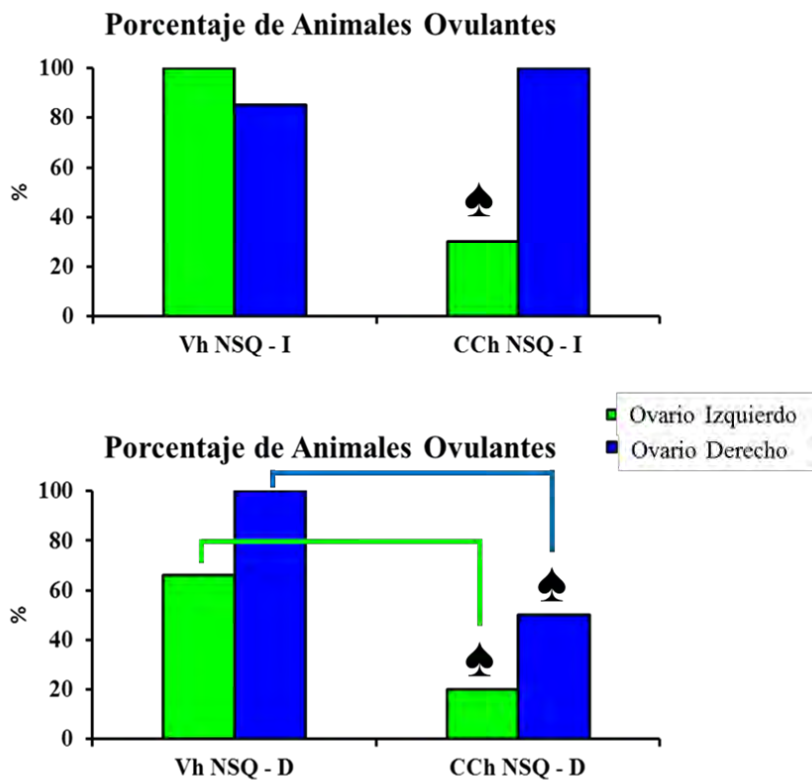 Porcentaje de Animales Ovulantes
100
80
60
40
20
0
%
Vh NSQ - I
CCh NSQ - I
Ovario Izquierdo
Ovario Derecho
Porcentaje de Animales Ovulantes
100
80
60
40
20
0
%
Vh NSQ - D
CCh NSQ - D